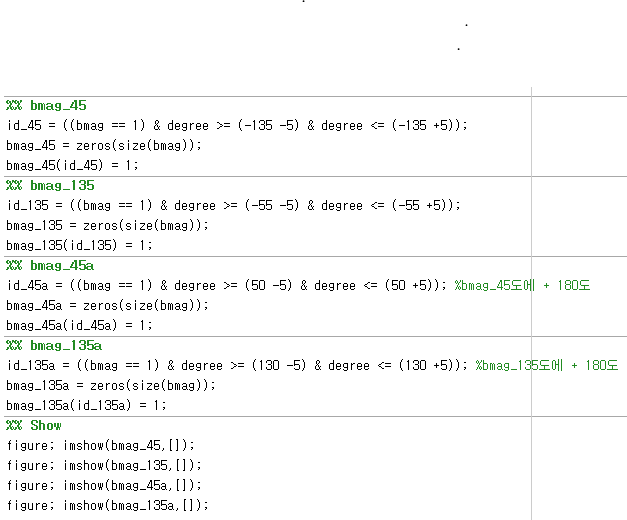 %% bmag_45
id_45 = ((bmag == 1) & degree >= (-135 -5) & degree <= (-135 +5));
bmag_45 = zeros(size(bmag));
bmag_45(id_45) = 1;
%% bmag_135
id_135 = ((bmag == 1) & degree >= (-55 -5) & degree <= (-55 +5));
bmag_135 = zeros(size(bmag));
bmag_135(id_135) = 1;
%% bmag_45a
id_45a = ((bmag == 1) & degree >= (50 -5) & degree <= (50 +5)); %bmag_45도에 + 180도
bmag_45a = zeros(size(bmag));
bmag_45a(id_45a) = 1;
%% bmag_135a
id_135a = ((bmag == 1) & degree >= (130 -5) & degree <= (130 +5)); %bmag_135도에 + 180도
bmag_135a = zeros(size(bmag));
bmag_135a(id_135a) = 1;
%% Show
figure; imshow(bmag_45,[]);
figure; imshow(bmag_135,[]);
figure; imshow(bmag_45a,[]);
figure; imshow(bmag_135a,[]);